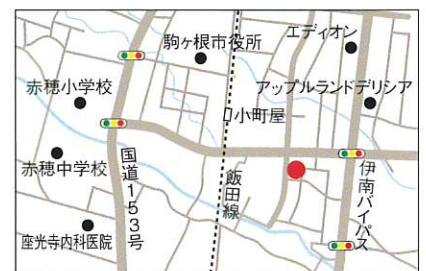 駒ヶ根市役所
エディオン
赤穂小学校
アップルランドデリシア
小町屋
赤穂中学校
国道153号
飯田線
伊南バイパス
座光寺内科医院